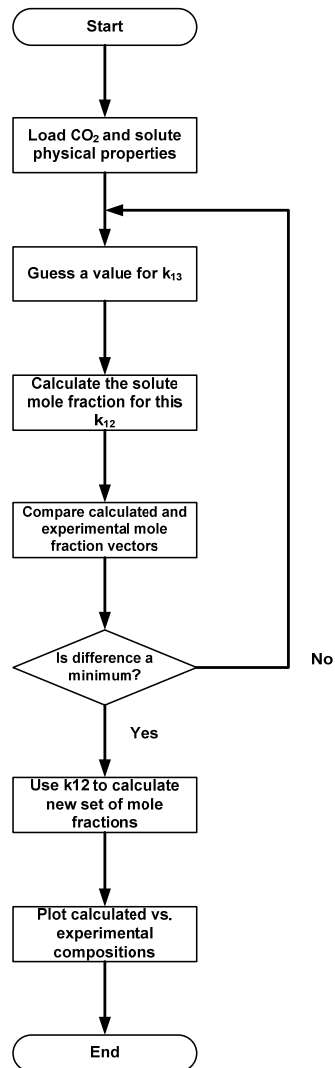 Start
Load CO₂ and solute
physical properties
Guess a value for k₁₃
Calculate the solute
mole fraction for this
k₁₂
Compare calculated and
experimental mole
fraction vectors
Is difference a
minimum?
No
Yes
Use k12 to calculate
new set of mole
fractions
Plot calculated vs.
experimental
compositions
End